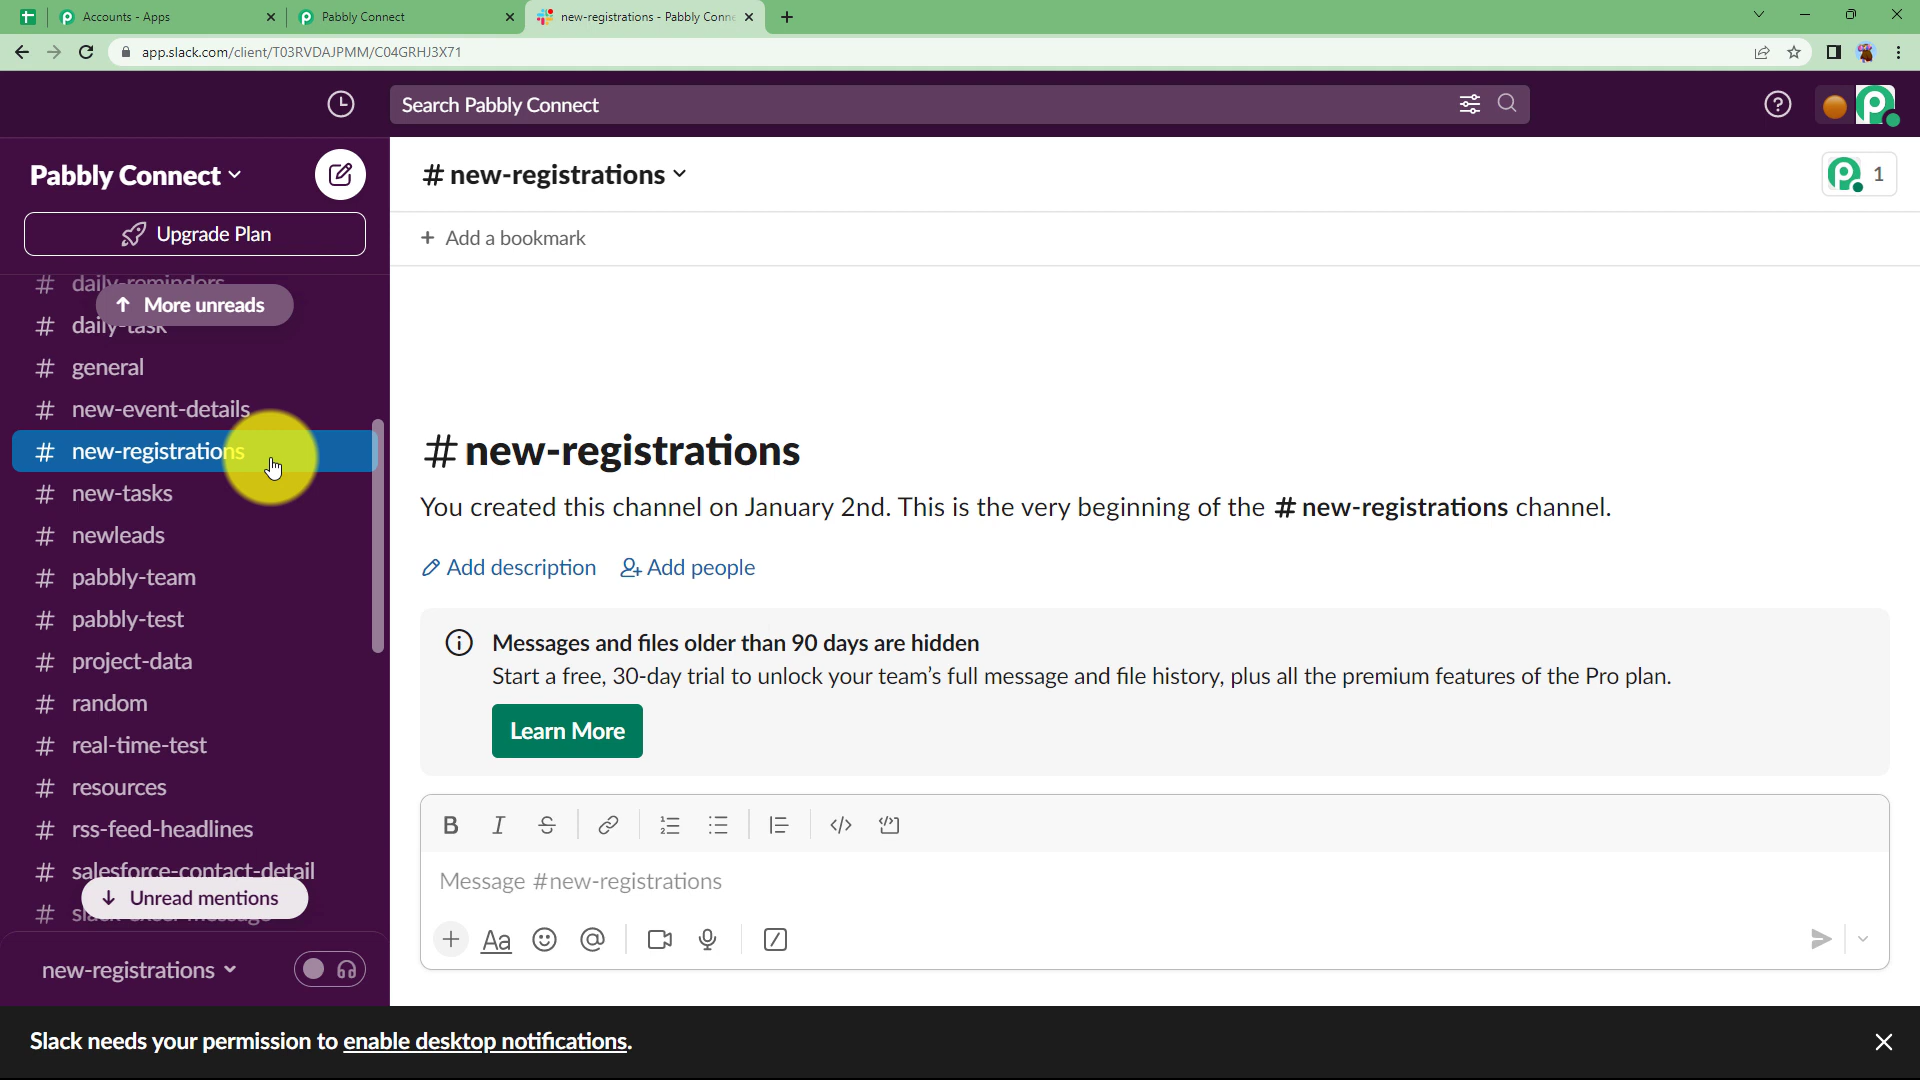 Accounts - Apps
Pabbly Connect
new-registrations - Pabbly Conne
app.slack.com/client/T03RVDAJPMM/C04GRHJ3X71
Search Pabbly Connect
Pabbly Connect
Upgrade Plan
daily-reminders
More unreads
daily-task
general
new-event-details
new-registrations
new-tasks
newleads
pabbly-team
pabbly-test
project-data
random
real-time-test
resources
rss-feed-headlines
salesforce-contact-detail
Unread mentions
new-registrations
# new-registrations
1
+ Add a bookmark
# new-registrations
You created this channel on January 2nd. This is the very beginning of the # new-registrations channel.
Add description Add people
Messages and files older than 90 days are hidden
Start a free, 30-day trial to unlock your team's full message and file history, plus all the premium features of the Pro plan.
Learn More
Message #new-registrations
Slack needs your permission to enable desktop notifications.